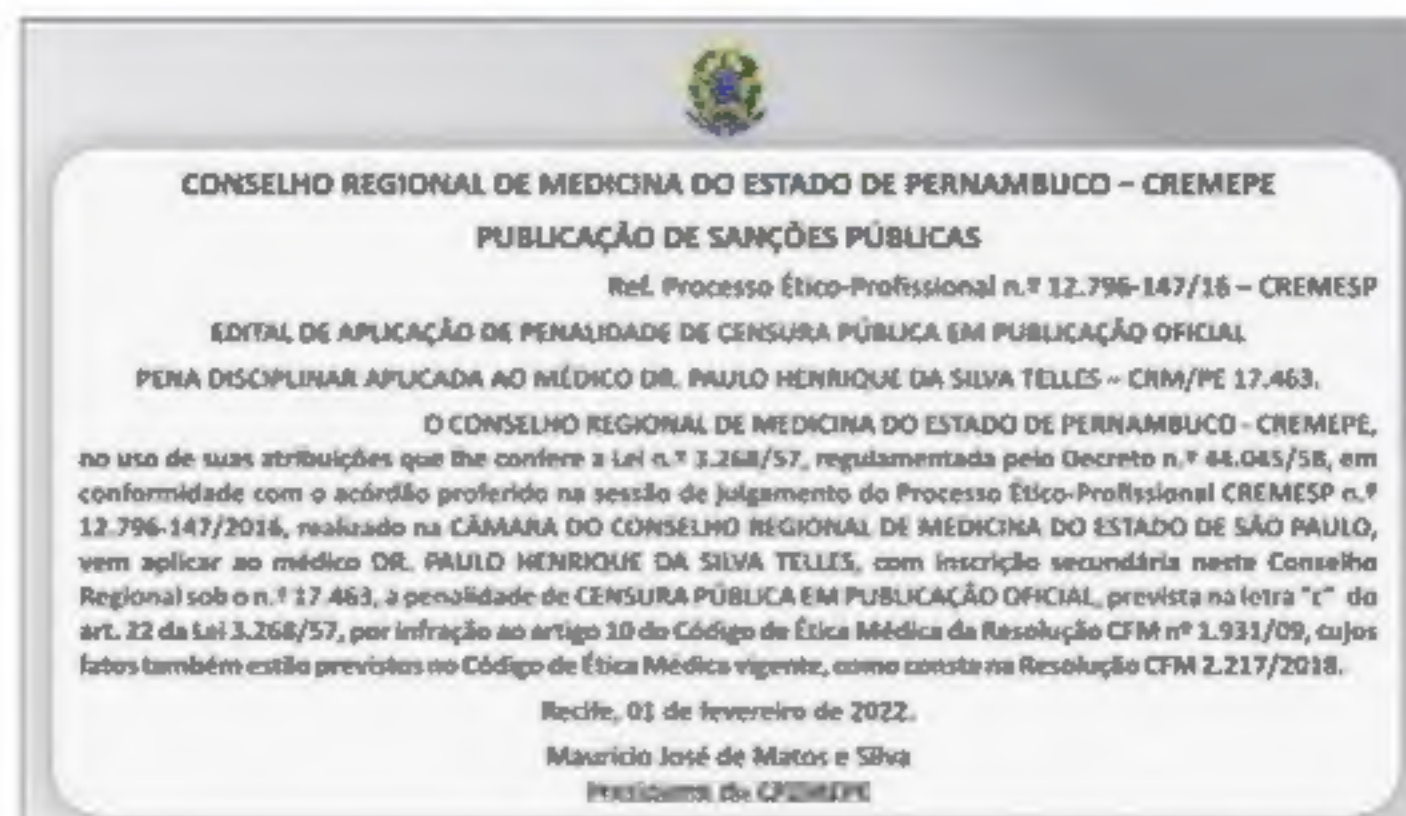 CONSELHO REGIONAL DE MEDICINA DO ESTADO DE PERNAMBUCO – CREMEPE
PUBLICAÇÃO DE SANÇÕES PÚBLICAS
Ref. Processo Ético-Profissional n.º 12.796-147/16 – CREMESP
EDITAL DE APLICAÇÃO DE PENALIDADE DE CENSURA PÚBLICA EM PUBLICAÇÃO OFICIAL
PENA DISCIPLINAR APLICADA AO MÉDICO DR. PAULO HENRIQUE DA SILVA TELLES – CRM/PE 17.463.
O CONSELHO REGIONAL DE MEDICINA DO ESTADO DE PERNAMBUCO - CREMEPE,
no uso de suas atribuições que lhe confere a Lei n.º 3.268/57, regulamentada pelo Decreto n.º 44.045/58, em
conformidade com o acórdão proferido na sessão de julgamento do Processo Ético-Profissional CREMESP n.º
12.796-147/2016, realizado na CÂMARA DO CONSELHO REGIONAL DE MEDICINA DO ESTADO DE SÃO PAULO,
vem aplicar ao médico DR. PAULO HENRIQUE DA SILVA TELLES, com inscrição secundária neste Conselho
Regional sob o n.º 17.463, a penalidade de CENSURA PÚBLICA EM PUBLICAÇÃO OFICIAL, prevista na letra "c" do
art. 22 da Lei 3.268/57, por infração ao artigo 10 do Código de Ética Médica da Resolução CFM nº 1.931/09, cujos
fatos também estão previstos no Código de Ética Médica vigente, como consta na Resolução CFM 2.217/2018.
Recife, 01 de fevereiro de 2022.
Mauricio José de Matos e Silva
Presidente do CREMEPE